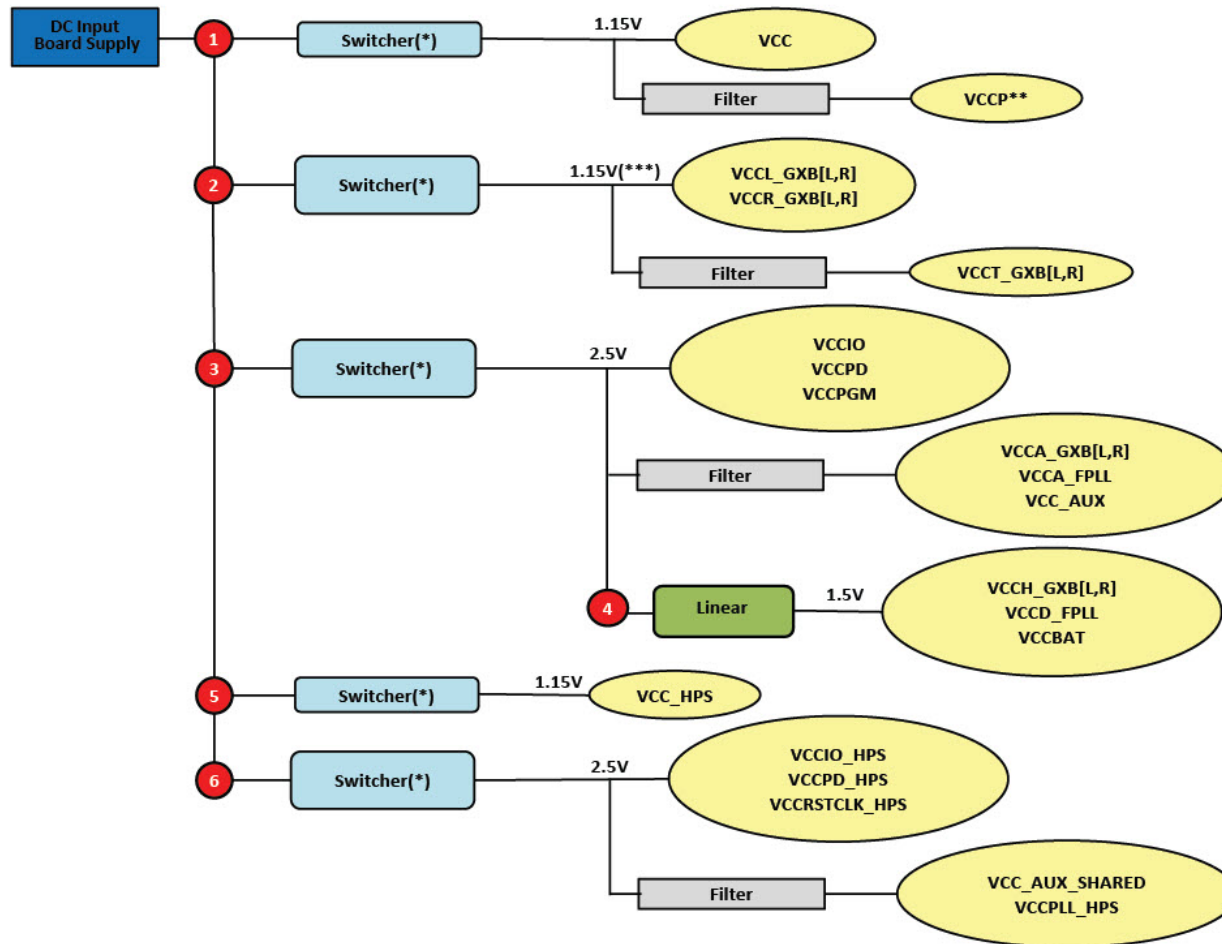 DC Input
Board Supply
1
Switcher(*)
1.15V
VCC
Filter
VCCP**
2
Switcher(*)
1.15V(***)
VCCL_GXB[L,R]
VCCR_GXB[L,R]
Filter
VCCT_GXB[L,R]
3
Switcher(*)
2.5V
VCCIO
VCCPD
VCCPGM
Filter
VCCA_GXB[L,R]
VCCA_FPLL
VCC_AUX
4
Linear
1.5V
VCCH_GXB[L,R]
VCCD_FPLL
VCCBAT
5
Switcher(*)
1.15V
VCC_HPS
6
Switcher(*)
2.5V
VCCIO_HPS
VCCPD_HPS
VCCRSTCLK_HPS
Filter
VCC_AUX_SHARED
VCCPLL_HPS